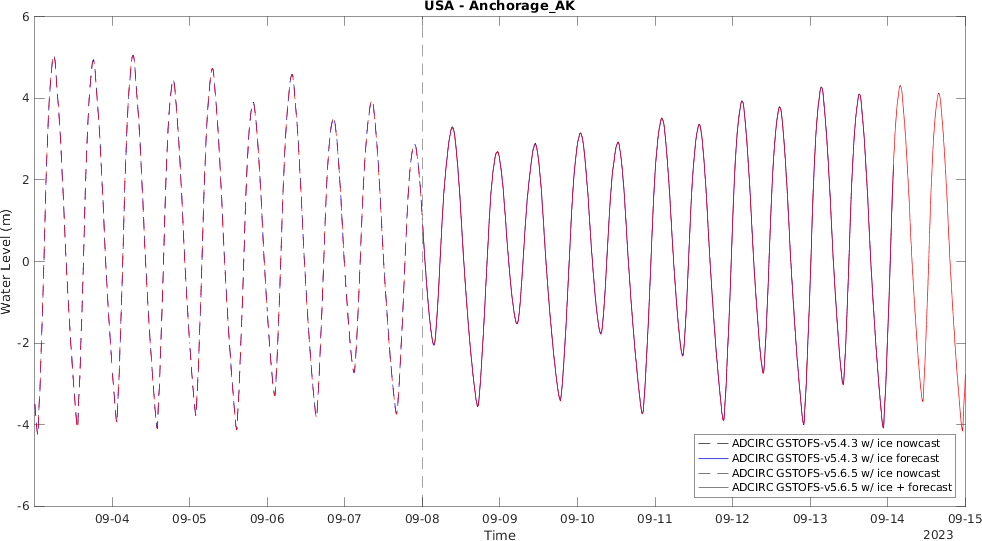 USA - Anchorage_AK
6
4
2
0
-2
-4
-6
Water Level (m)
ADCIRC GSTOFS-v5.4.3 w/ ice nowcast
ADCIRC GSTOFS-v5.4.3 w/ ice forecast
ADCIRC GSTOFS-v5.6.5 w/ ice nowcast
ADCIRC GSTOFS-v5.6.5 w/ ice + forecast
09-04 09-05 09-06 09-07 09-08 09-09 09-10 09-11 09-12 09-13 09-14 09-15
Time
2023